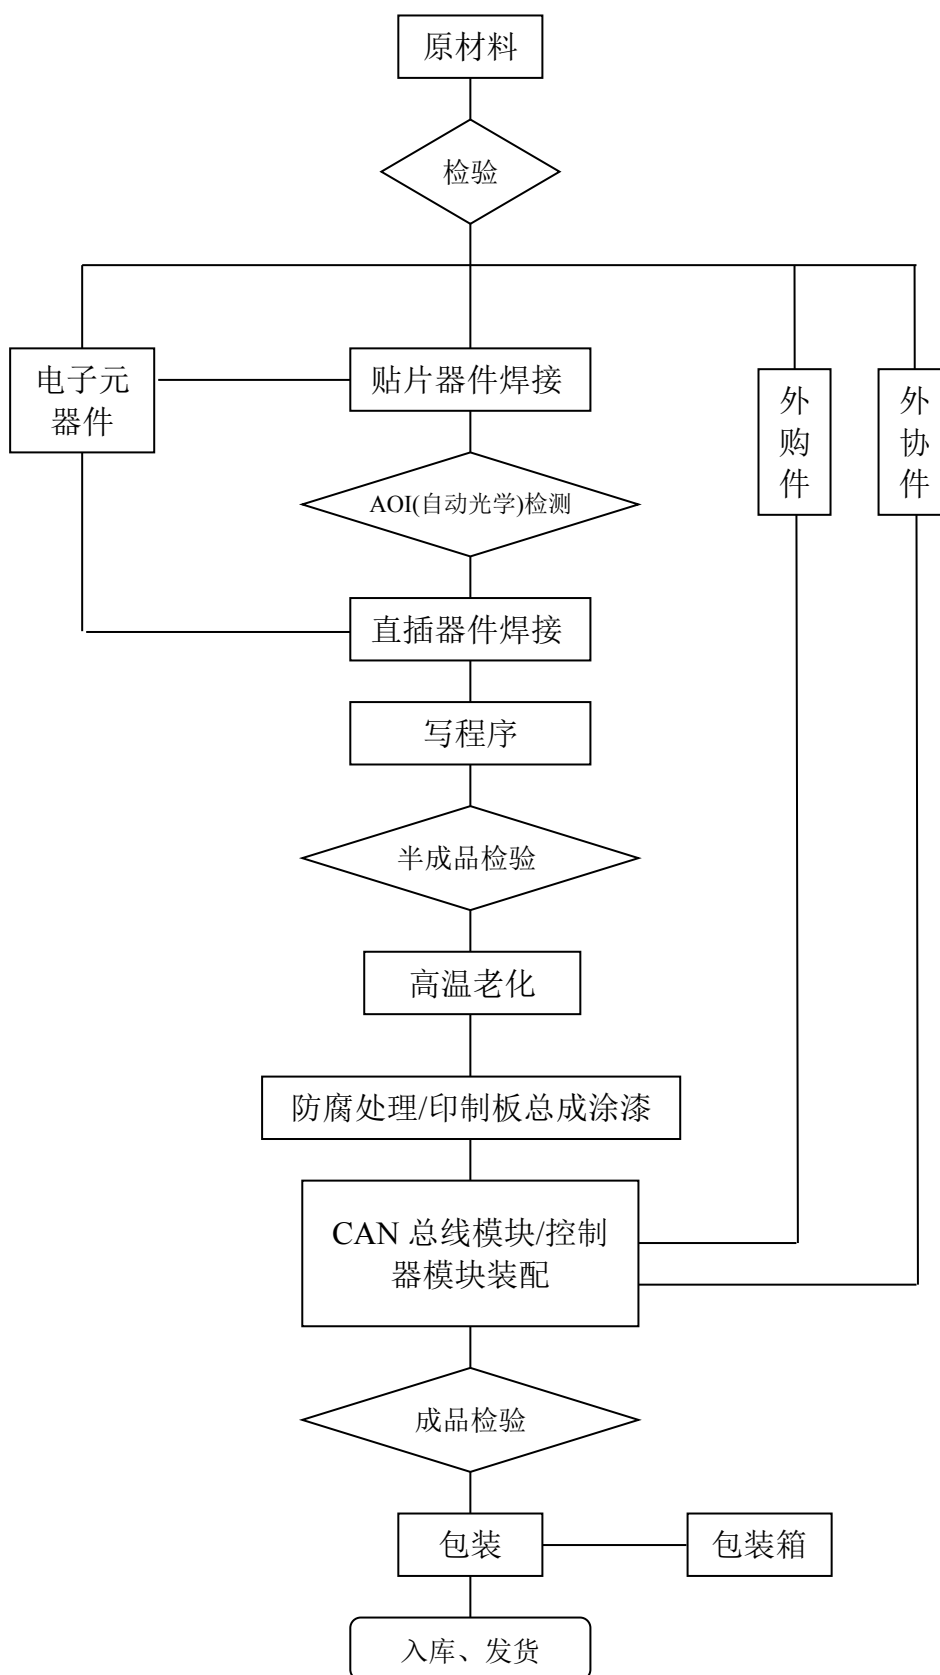 原材料
检验
电子元
器件
贴片器件焊接
外
购
件
外
协
件
AOI(自动光学)检测
直插器件焊接
写程序
半成品检验
高温老化
防腐处理/印制板总成涂漆
CAN 总线模块/控制
器模块装配
成品检验
包装
包装箱
入库、发货